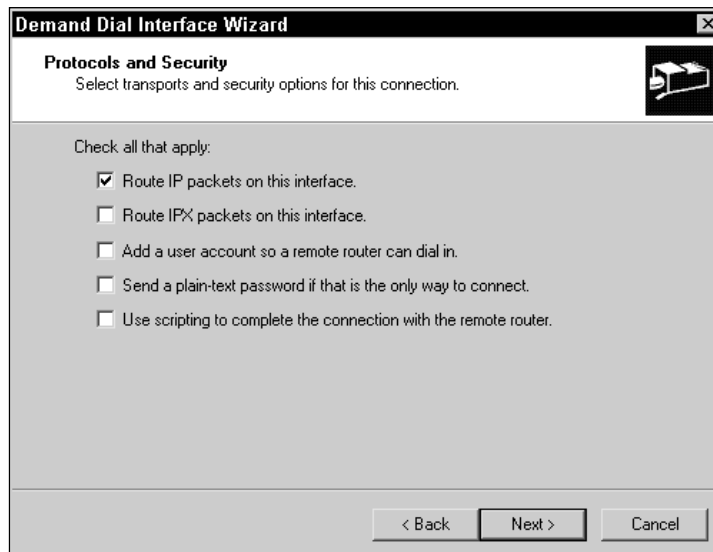 Demand Dial Interface Wizard
Protocols and Security
Select transports and security options for this connection.
Check all that apply:
Route IP packets on this interface.
Route IPX packets on this interface.
Add a user account so a remote router can dial in.
Send a plain-text password if that is the only way to connect.
Use scripting to complete the connection with the remote router.
< Back Next > Cancel